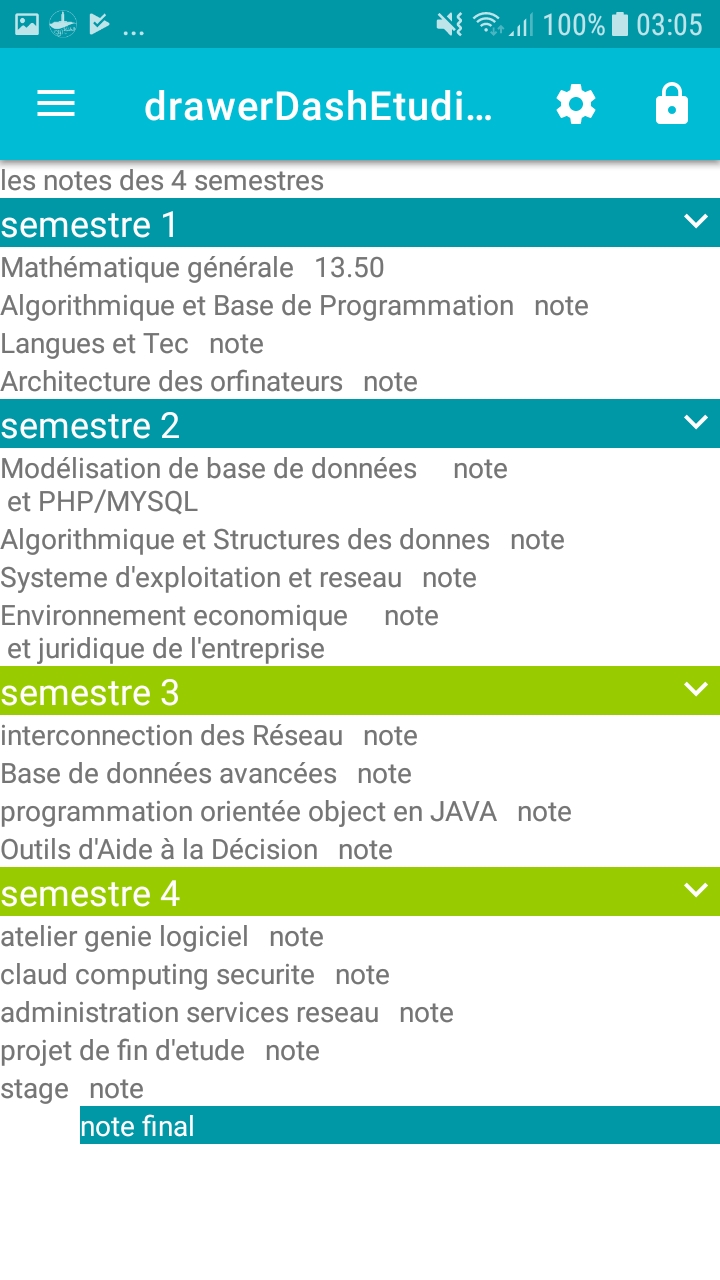 ... 100% 03:05
drawerDashEtudi...
les notes des 4 semestres
semestre 1
Mathématique générale 13.50
Algorithmique et Base de Programmation note
Langues et Tec note
Architecture des orfinateurs note
semestre 2
Modélisation de base de données note
et PHP/MYSQL
Algorithmique et Structures des donnes note
Systeme d'exploitation et reseau note
Environnement economique note
et juridique de l'entreprise
semestre 3
interconnection des Réseau note
Base de données avancées note
programmation orientée object en JAVA note
Outils d'Aide à la Décision note
semestre 4
atelier genie logiciel note
claud computing securite note
administration services reseau note
projet de fin d'etude note
stage note
note final